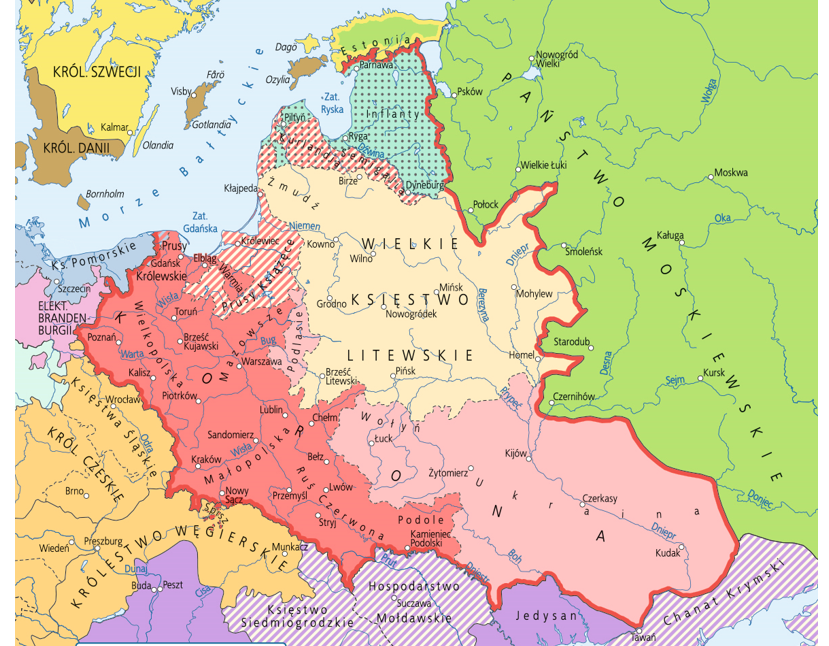 Estonia
Dagö
Parnawa
Nowogród
Wielki
KRÓL. SZWECJI
Farö
Ozylia
Psków
Wołga
Visby
Zat.
Ryska
Inflanty
Piltyń
Gotlandia
Kalmar
Ryga
Dźwina
KRÓL. DANII
Olandia
Kurlandia i Semigalia
Wielkie Łuki
PAŃSTWO MOSKIEWSKIE
Moskwa
Birże
Dyneburg
Bornholm
Kłajpeda
Żmudź
Morze Bałtyckie
Połock
Oka
Zat.
Gdańska
Niemen
Kaługa
Królewiec
Kowno
WIELKIE
Dniepr
Smoleńsk
Ks. Pomorskie
Prusy
Gdańsk
Królewskie
Elbląg
Warmia
Prusy Książęce
Wilno
Szczecin
Mińsk
Mohylew
ELEKT.
BRANDEN-
BURGII
Wisła
Grodno
KSIĘSTWO
Nowogródek
Berezyna
Toruń
KORONA
Wielkopolska
Mazowsze
Podlasie
Poznań
Brześć
Kujawski
Bug
Starodub
Warta
Warszawa
LITEWSKIE
Homel
Desna
Kalisz
Brześć
Litewski
Pińsk
Kursk
Sejm
Piotrków
Prypeć
Czernihów
Księstwa Śląskie
Wrocław
Lublin
Chełm
Wołyń
Odra
Sandomierz
Łuck
KRÓL. CZESKIE
Wisła
Bełz
Kijów
Kraków
Małopolska
Żytomierz
Ukraina
Brno
Nowy
Sącz
Przemyśl
Lwów
Ruś Czerwona
Czerkasy
Doniec
Spisz
Stryj
Podole
Dniepr
Kamieniec
Podolski
Wiedeń
Preszburg
KRÓLESTWO WĘGIERSKIE
Munkacz
Kudak
Boh
Prut
Dniestr
Dunaj
Buda
Peszt
Cisa
Hospodarstwo
Mołdawskie
Suczawa
Księstwo
Siedmiogrodzkie
Jedysan
Chanat Krymski
Tawań